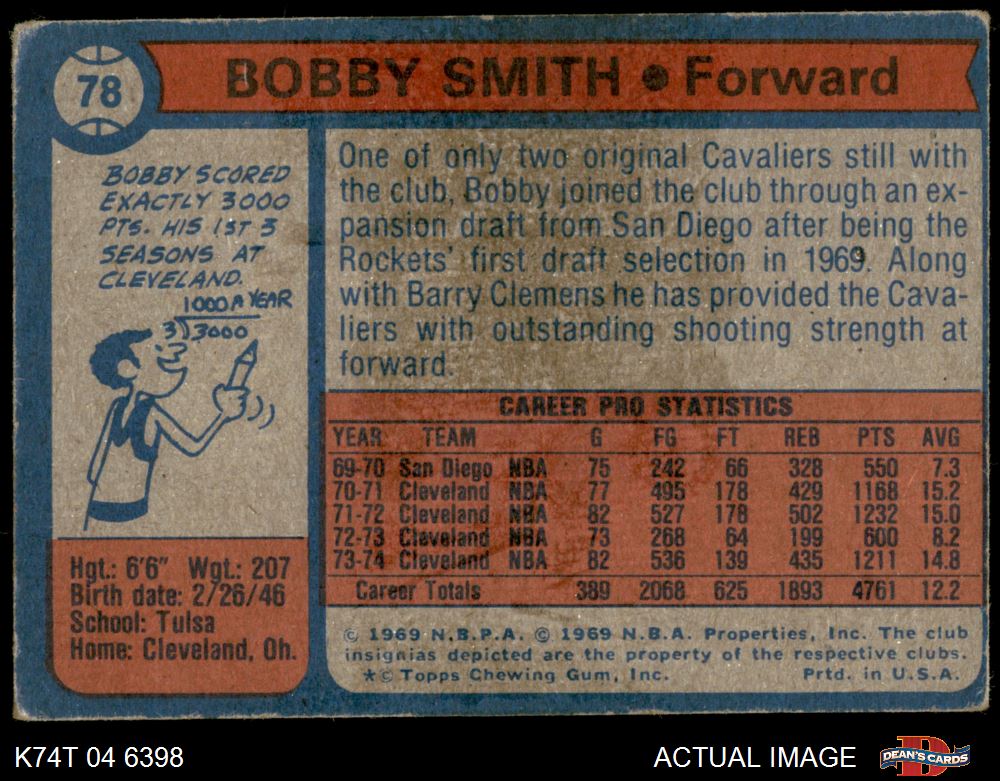 78
BOBBY SMITH • Forward
BOBBY SCORED
EXACTLY 3000
PTS. HIS 1ST 3
SEASONS AT
CLEVELAND.
1000 A YEAR
3)3000
Hgt.: 6'6" Wgt.: 207
Birth date: 2/26/46
School: Tulsa
Home: Cleveland, Oh.
One of only two original Cavaliers still with
the club, Bobby joined the club through an ex-
pansion draft from San Diego after being the
Rockets' first draft selection in 1969. Along
with Barry Clemens he has provided the Cava-
liers with outstanding shooting strength at
forward.
CAREER PRO STATISTICS
YEAR TEAM G FG FT REB PTS AVG
69-70 San Diego NBA 75 242 66 328 550 7.3
70-71 Cleveland NBA 77 495 178 429 1168 15.2
71-72 Cleveland NBA 82 527 178 502 1232 15.0
72-73 Cleveland NBA 73 268 64 199 600 8.2
73-74 Cleveland NBA 82 536 139 435 1211 14.8
Career Totals 389 2068 625 1893 4761 12.2
© 1969 N.B.P.A. © 1969 N.B.A. Properties, Inc. The club
insignias depicted are the property of the respective clubs.
*© Topps Chewing Gum, Inc. Prtd. in U.S.A.
K74T 04 6398
ACTUAL IMAGE
D
DEAN'S CARDS